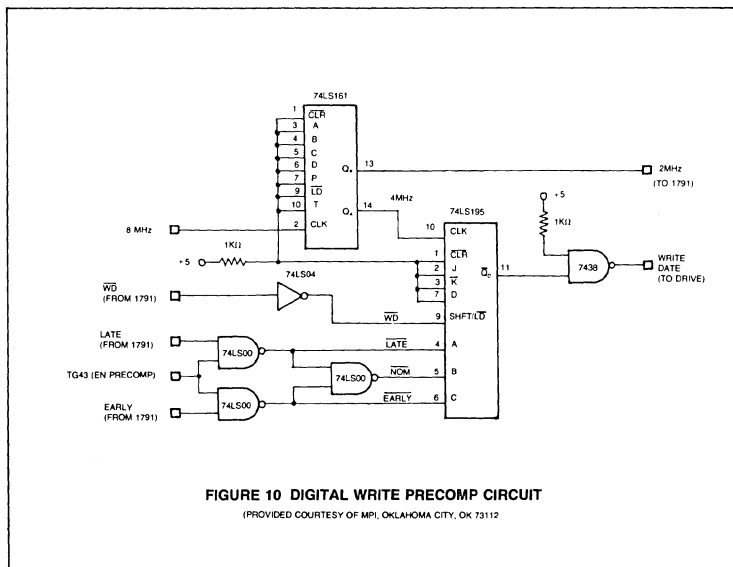 74LS161
1
3
4
5
6
7
9
10
2
CLR
A
B
C
D
P
LD
T
CLK
QA
QA
13
14
2MHz
(TO 1791)
4MHz
8 MHz
1KΩ
+5
74LS195
10
1
2
3
7
9
4
5
6
CLK
CLR
J
K
D
SHFT/LD
A
B
C
QD
11
+5
1KΩ
7438
WRITE
DATE
(TO DRIVE)
WD
(FROM 1791)
74LS04
WD
LATE
(FROM 1791)
74LS00
LATE
TG43 (EN PRECOMP)
74LS00
NOM
EARLY
(FROM 1791)
74LS00
EARLY
FIGURE 10 DIGITAL WRITE PRECOMP CIRCUIT
(PROVIDED COURTESY OF MPI, OKLAHOMA CITY, OK 73112